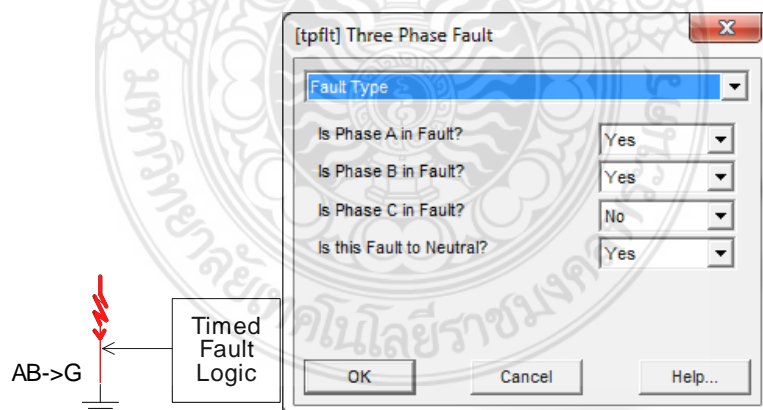 [tpflt] Three Phase Fault
x
Fault Type
Is Phase A in Fault? Yes
Is Phase B in Fault? Yes
Is Phase C in Fault? No
Is this Fault to Neutral? Yes
OK Cancel Help...
Timed
Fault
Logic
AB->G